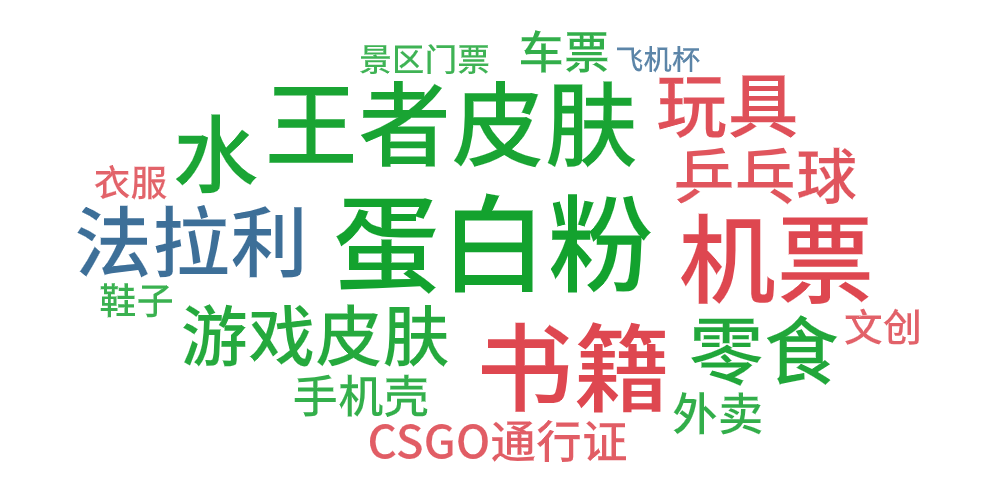 景区门票
车票
飞机杯
王者皮肤
玩具
水
乒乓球
衣服
法拉利
蛋白粉
机票
鞋子
游戏皮肤
书籍
零食
文创
手机壳
外卖
CSGO通行证